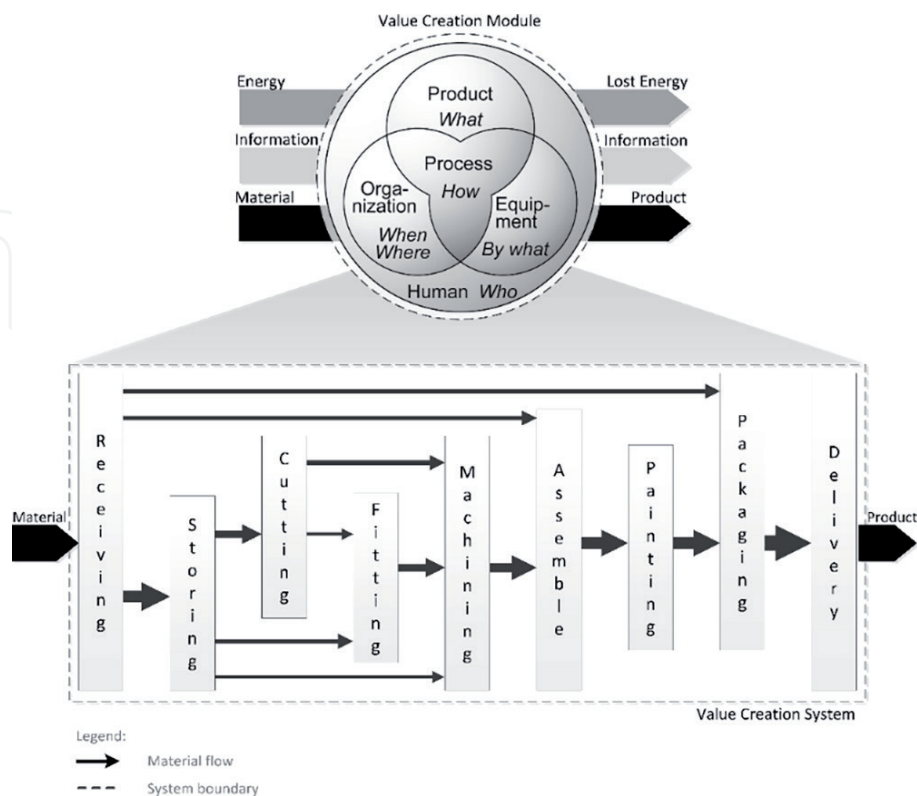 Value Creation Module
Energy
Lost Energy
Product
What
Information
Information
Process
How
Material
Product
Orga-
nization
When
Where
Equip-
ment
By what
Human Who
Receiving
Storing
Cutting
Fitting
Machining
Assemble
Painting
Packaging
Delivery
Material
Product
Value Creation System
Legend:
Material flow
System boundary